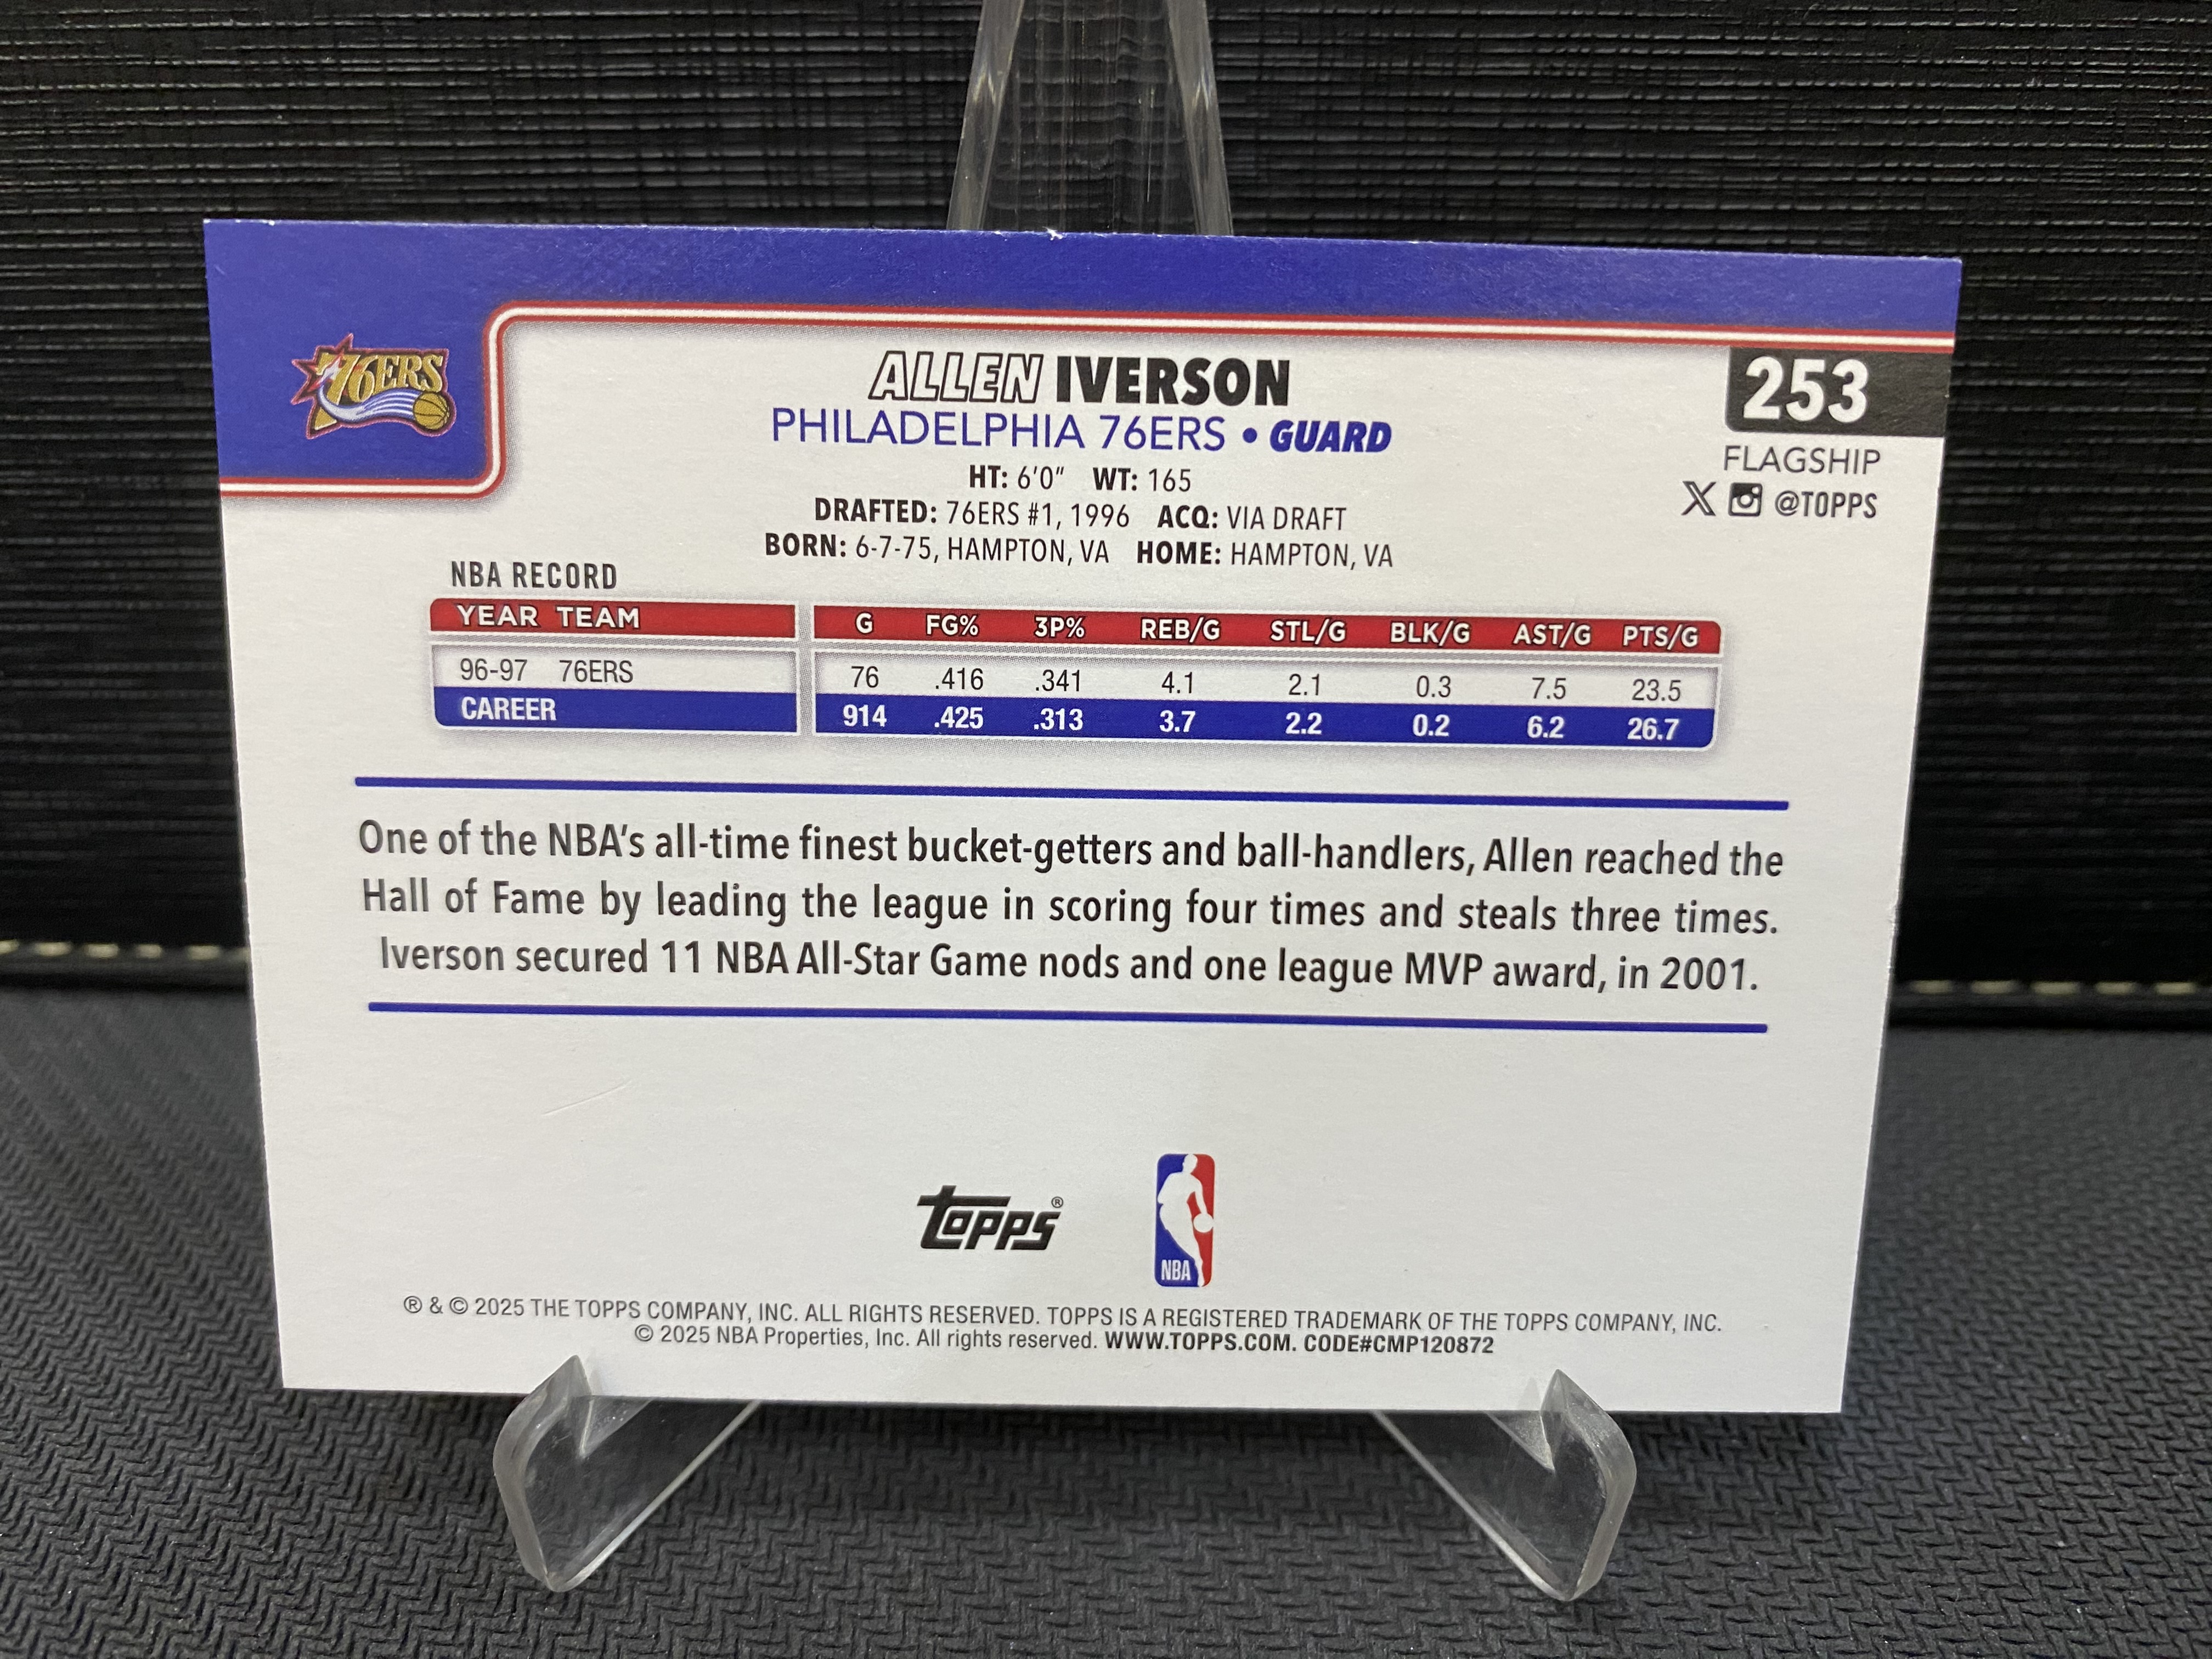 76ERS
ALLEN IVERSON
253
PHILADELPHIA 76ERS • GUARD
FLAGSHIP
HT: 6'0" WT: 165
X @TOPPS
DRAFTED: 76ERS #1, 1996 ACQ: VIA DRAFT
BORN: 6-7-75, HAMPTON, VA HOME: HAMPTON, VA
NBA RECORD
YEAR TEAM G FG% 3P% REB/G STL/G BLK/G AST/G PTS/G
96-97 76ERS 76 .416 .341 4.1 2.1 0.3 7.5 23.5
CAREER 914 .425 .313 3.7 2.2 0.2 6.2 26.7
One of the NBA's all-time finest bucket-getters and ball-handlers, Allen reached the
Hall of Fame by leading the league in scoring four times and steals three times.
Iverson secured 11 NBA All-Star Game nods and one league MVP award, in 2001.
topps®
NBA
® & © 2025 THE TOPPS COMPANY, INC. ALL RIGHTS RESERVED. TOPPS IS A REGISTERED TRADEMARK OF THE TOPPS COMPANY, INC.
© 2025 NBA Properties, Inc. All rights reserved. WWW.TOPPS.COM. CODE#CMP120872